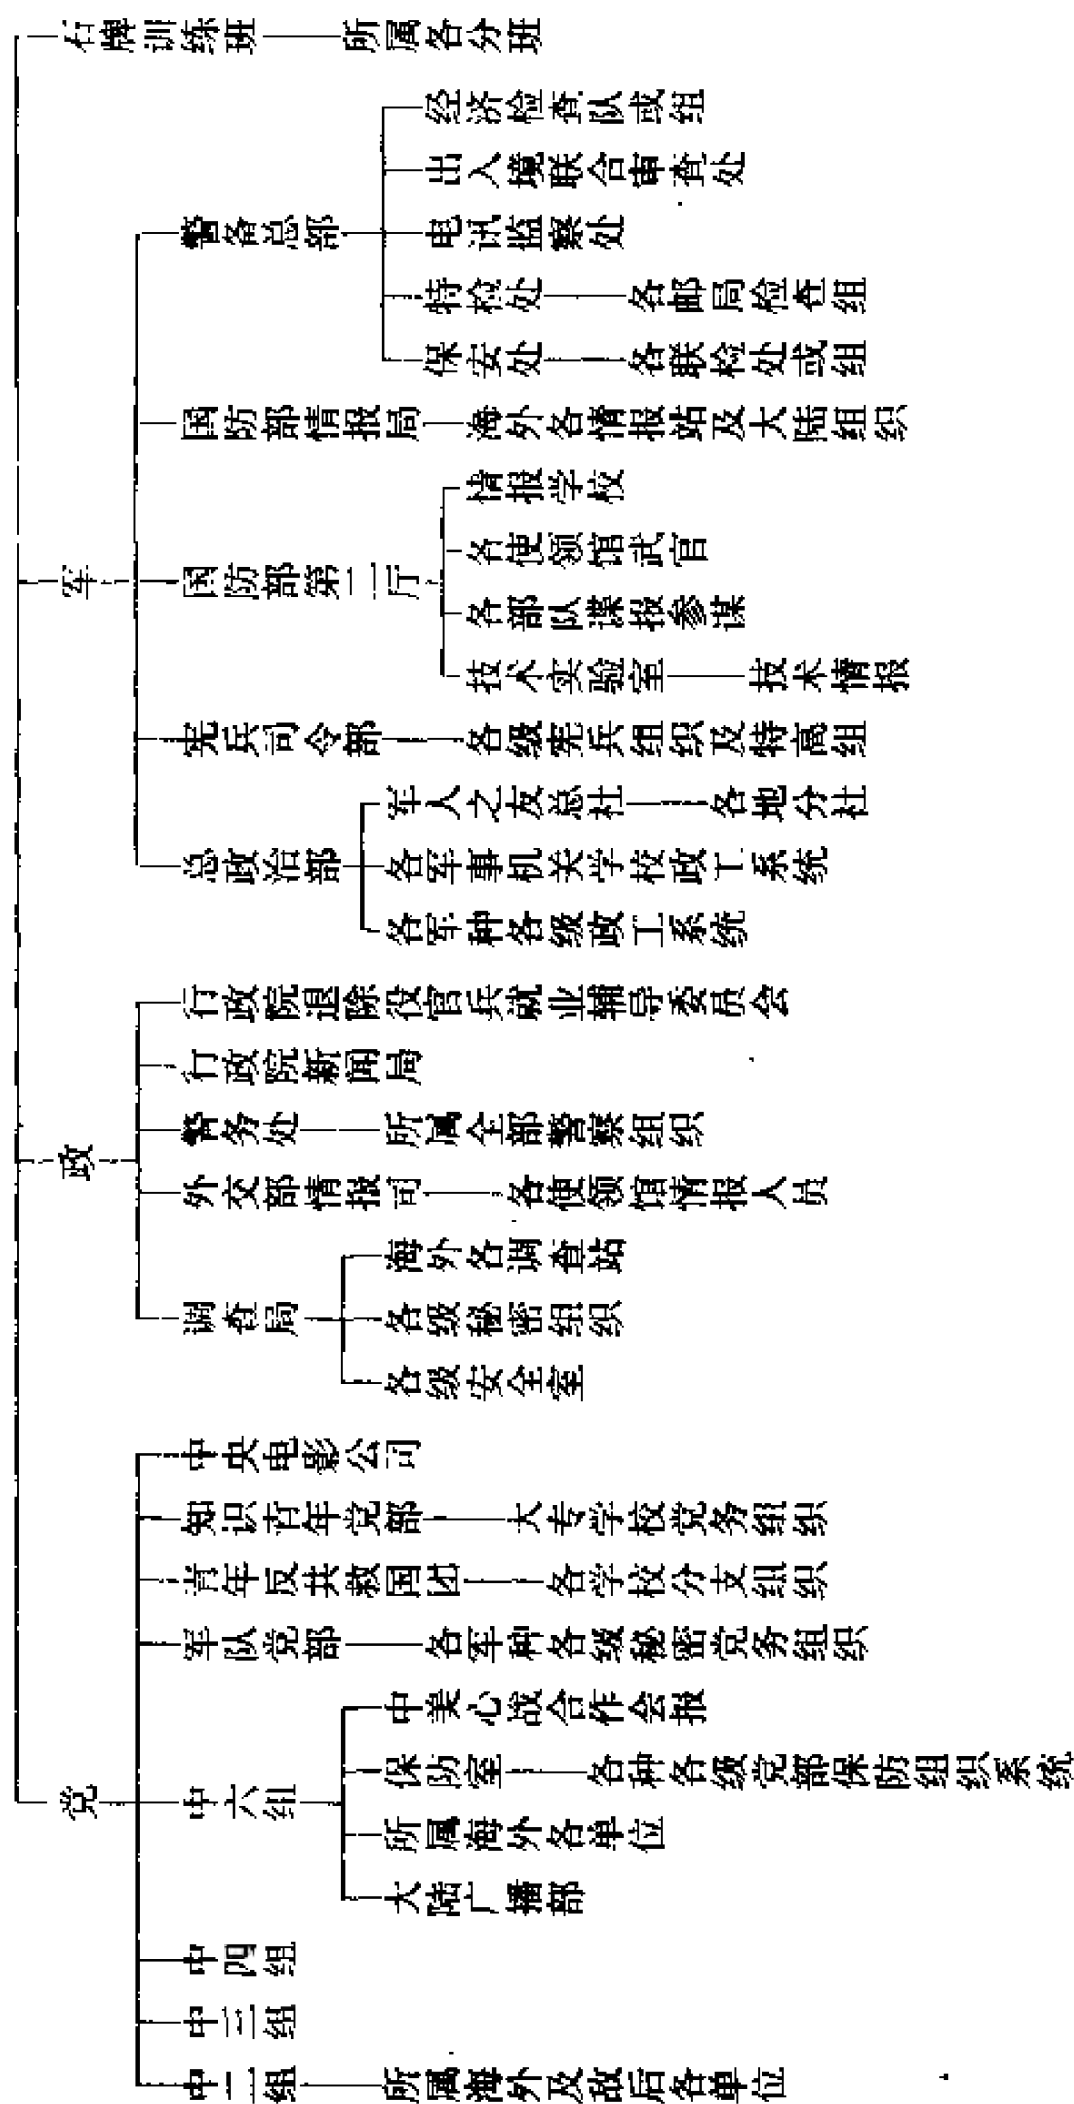 石牌训练班——所属各分班
经济检查队或组
出入境联合审查处
警备总部
电讯监察处
特检处——各邮局检查组
保安处——各联检处或组
国防部情报局——海外各情报站及大陆组织
情报学校
各使领馆武官
军
国防部第二厅
各部队谍报参谋
技术实验室——技术情报
宪兵司令部——各级宪兵组织及特高组
军人之友总社——各地分社
总政治部
各军事机关学校政工系统
各军种各级政工系统
行政院退除役官兵就业辅导委员会
行政院新闻局
警务处——所属全部警察组织
政
外交部情报司——各使领馆情报人员
海外各调查站
调查局
各级秘密组织
各级安全室
中央电影公司
知识青年党部——大专学校党务组织
青年反共救国团——各学校分支组织
军队党部——各军种各级秘密党务组织
中美心战合作会报
保防室——各种各级党部保防组织系统
党
中六组
所属海外各单位
大陆广播部
中四组
中三组
中二组——所属海外及敌后各单位